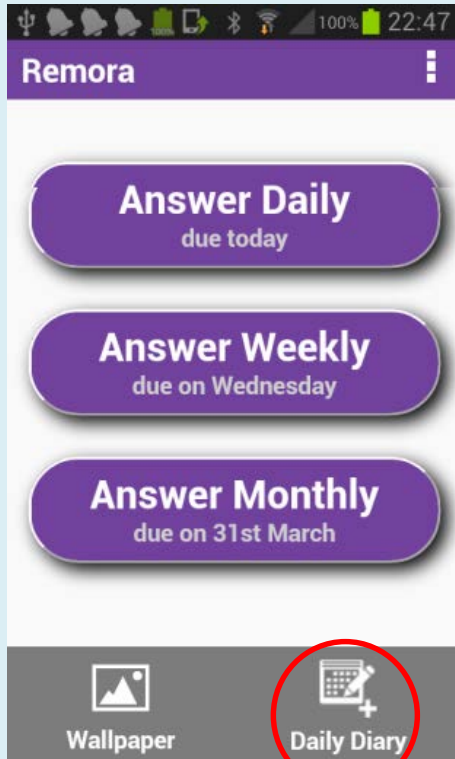 100% 22:47
Remora
Answer Daily
due today
Answer Weekly
due on Wednesday
Answer Monthly
due on 31st March
Wallpaper
Daily Diary